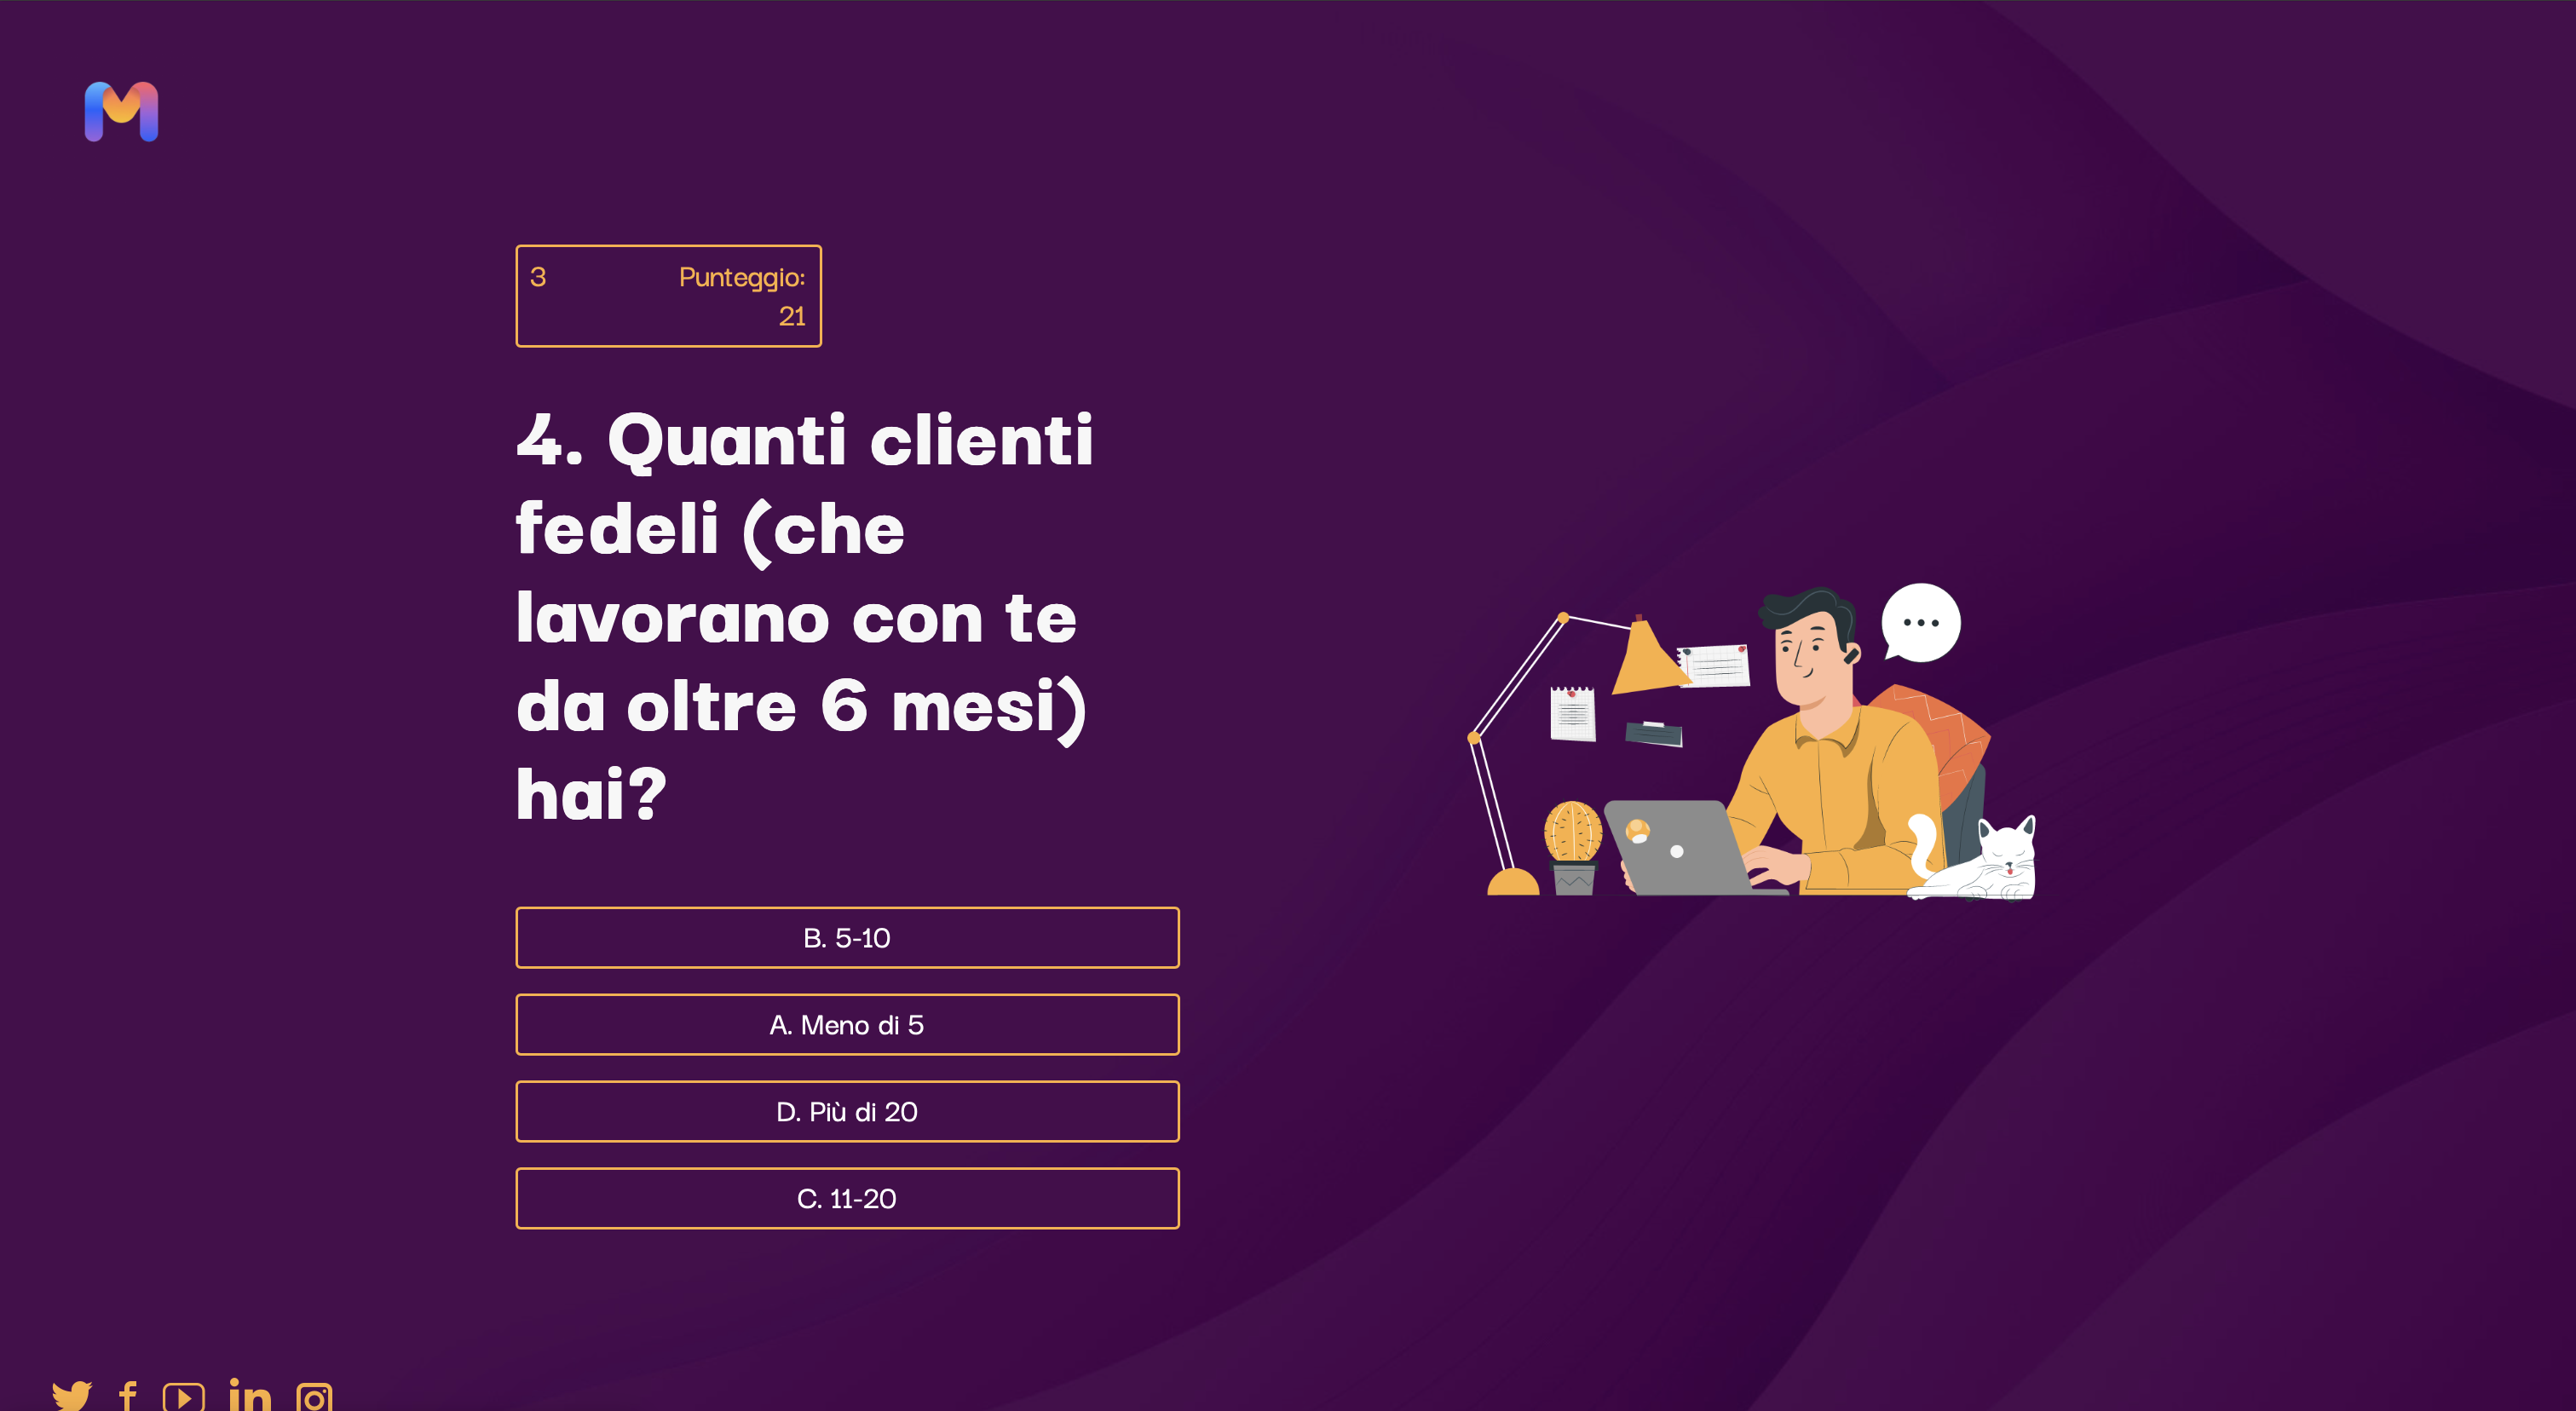 3
Punteggio:
21
4. Quanti clienti
fedeli (che
lavorano con te
da oltre 6 mesi)
hai?
B. 5-10
A. Meno di 5
D. Più di 20
C. 11-20